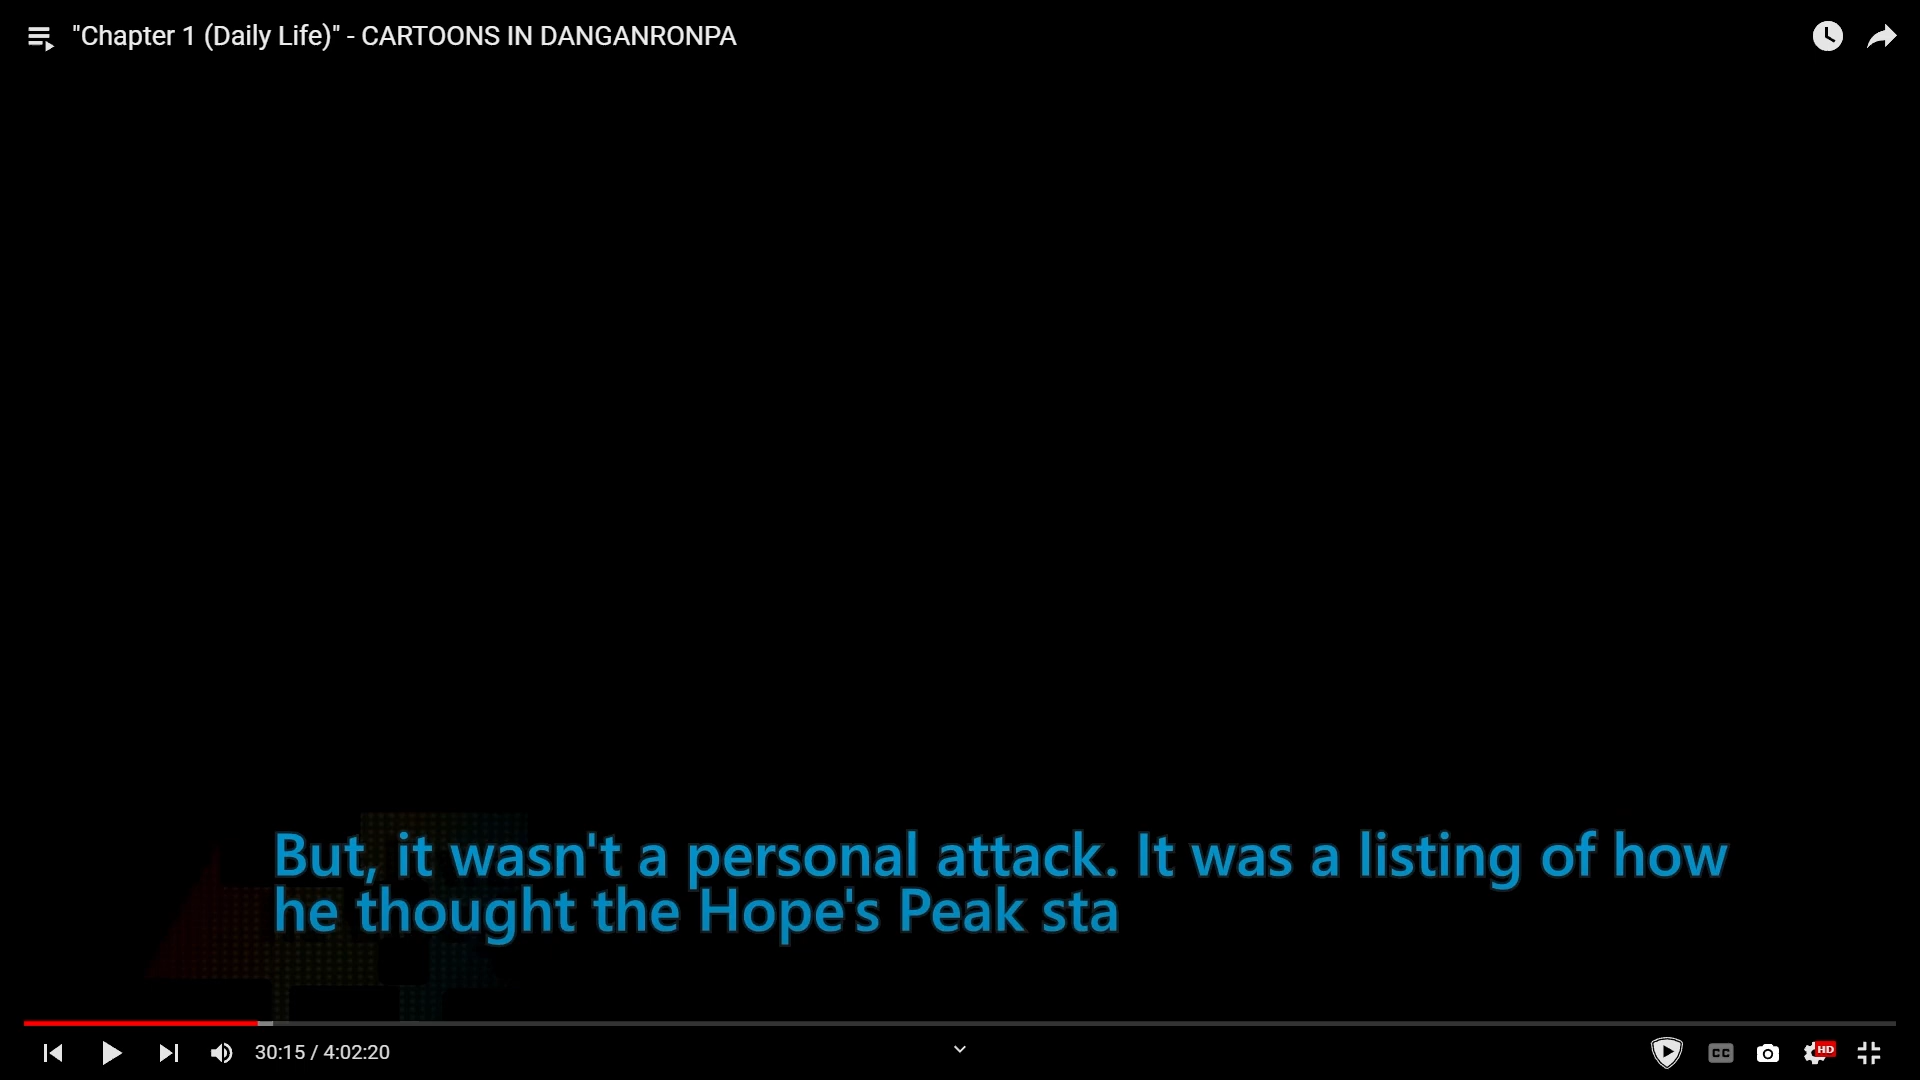 "Chapter 1 (Daily Life)" - CARTOONS IN DANGANRONPA
But, it wasn't a personal attack. It was a listing of how
he thought the Hope's Peak sta
30:15 / 4:02:20
CC
HD